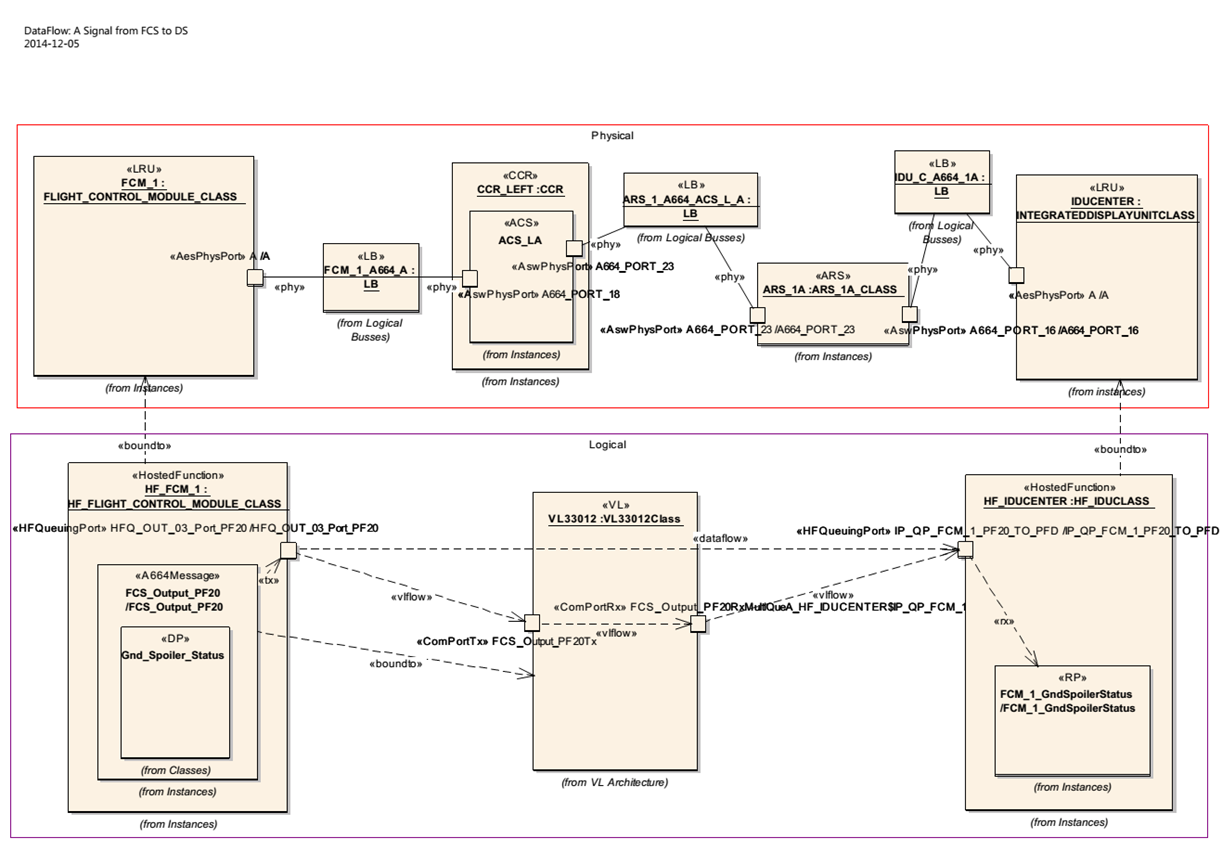 DataFlow: A Signal from FCS to DS
2014-12-05
Physical
«LRU»
FCM_1 :
FLIGHT_CONTROL_MODULE_CLASS
«AesPhysPort» A /A
(from Instances)
«phy»
«LB»
FCM_1_A664_A :
LB
(from Logical
Busses)
«phy»
«CCR»
CCR_LEFT :CCR
«ACS»
ACS_LA
«AswPhysPort» A664_PORT_23
«AswPhysPort» A664_PORT_18
(from Instances)
(from Instances)
«phy»
«LB»
ARS_1_A664_ACS_L_A :
LB
(from Logical Busses)
«phy»
«ARS»
ARS_1A :ARS_1A_CLASS
«AswPhysPort» A664_PORT_23 /A664_PORT_23
(from Instances)
«AswPhysPort» A664_PORT_16 /A664_PORT_16
«phy»
«LB»
IDU_C_A664_1A :
LB
(from Logical
Busses)
«phy»
«LRU»
IDUCENTER :
INTEGRATEDDISPLAYUNITCLASS
«AesPhysPort» A /A
(from instances)
«boundto»
«boundto»
Logical
«HostedFunction»
HF_FCM_1 :
HF_FLIGHT_CONTROL_MODULE_CLASS
«HFQueuingPort» HFQ_OUT_03_Port_PF20 /HFQ_OUT_03_Port_PF20
«tx»
«A664Message»
FCS_Output_PF20
/FCS_Output_PF20
«DP»
Gnd_Spoiler_Status
(from Classes)
(from Instances)
(from Instances)
«dataflow»
«vlflow»
«boundto»
«VL»
VL33012 :VL33012Class
«ComPortRx» FCS_Output_PF20RxMultiQueA_HF_IDUCENTER$IP_QP_FCM_1
«vlflow»
«ComPortTx» FCS_Output_PF20Tx
(from VL Architecture)
«vlflow»
«HostedFunction»
HF_IDUCENTER :HF_IDUCLASS
«HFQueuingPort» IP_QP_FCM_1_PF20_TO_PFD /IP_QP_FCM_1_PF20_TO_PFD
«rx»
«RP»
FCM_1_GndSpoilerStatus
/FCM_1_GndSpoilerStatus
(from Instances)
(from Instances)